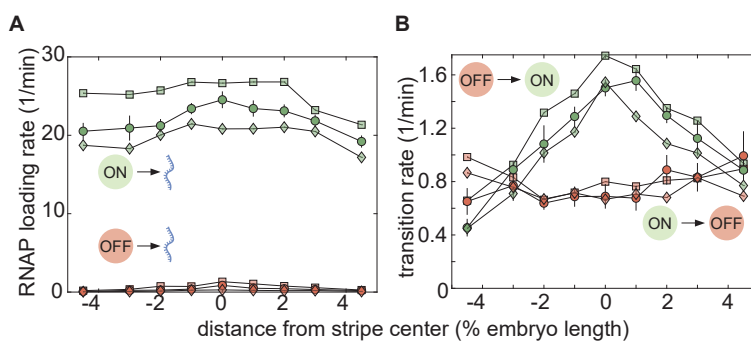 A
B
RNAP loading rate (1/min)
30
20
10
0
-4
-2
0
2
4
ON
OFF
transition rate (1/min)
1.6
1.2
0.8
0.4
0
-4
-2
0
2
4
OFF ON
ON OFF
distance from stripe center (% embryo length)